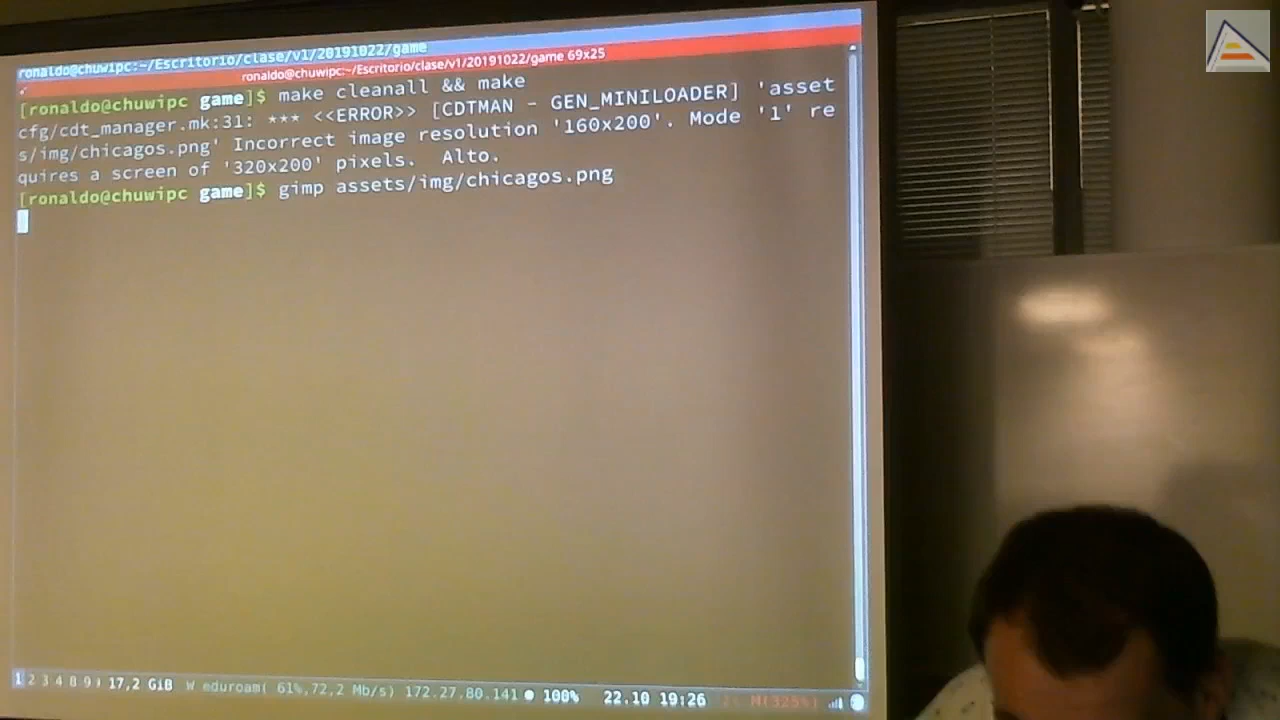 ronaldo@chuwipc:~/Escritorio/clase/v1/20191022/game
ronaldo@chuwipc:~/Escritorio/clase/v1/20191022/game 69x25
[ronaldo@chuwipc game]$ make cleanall && make
cfg/cdt_manager.mk:31: *** <<ERROR>> [CDTMAN - GEN_MINILOADER] 'asset
s/img/chicagos.png' Incorrect image resolution '160x200'. Mode '1' re
quires a screen of '320x200' pixels.  Alto.
[ronaldo@chuwipc game]$ gimp assets/img/chicagos.png
1 2 3 4 8 9 17,2 GiB W eduroam( 61%,72,2 Mb/s) 172.27.80.141 ● 100% 22.10 19:26 M(325%)